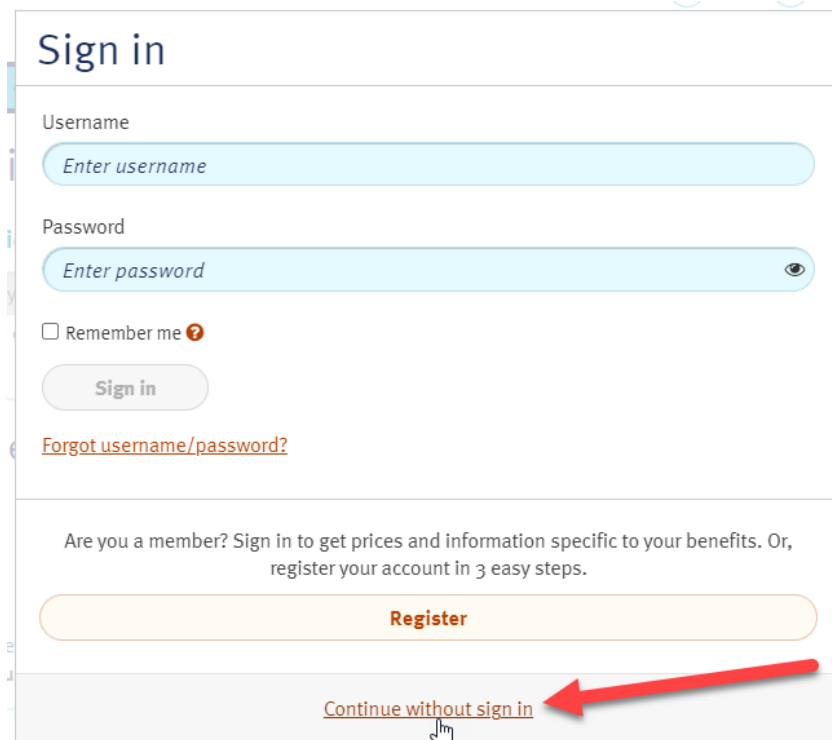 Sign in
Username
Enter username
Password
Enter password
Remember me
Sign in
Forgot username/password?
Are you a member? Sign in to get prices and information specific to your benefits. Or,
register your account in 3 easy steps.
Register
Continue without sign in